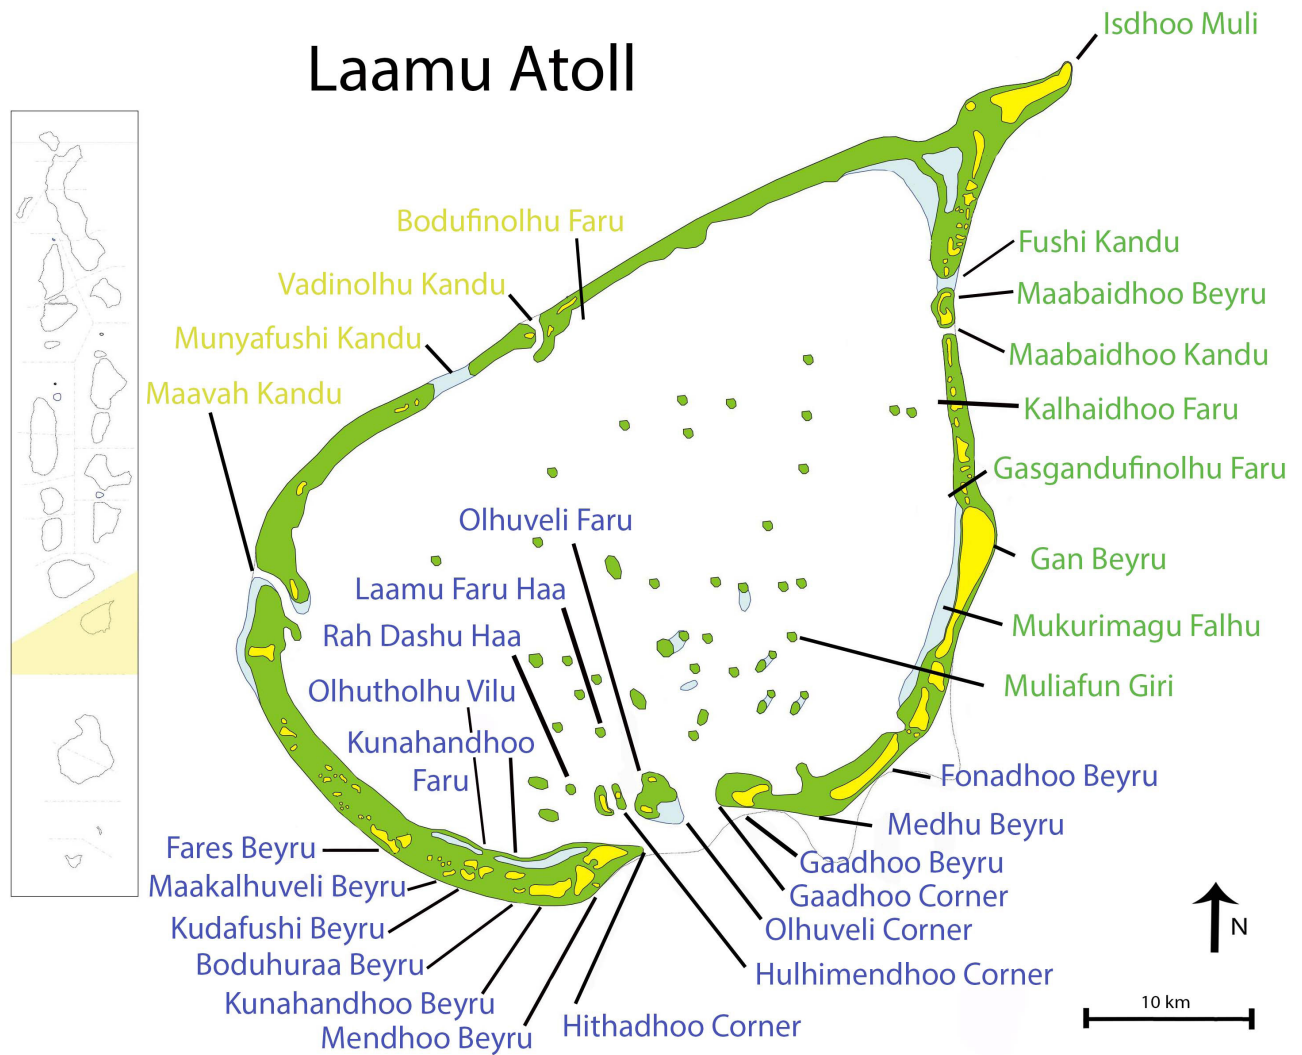 Isdhoo Muli
Laamu Atoll
Bodufinolhu Faru
Fushi Kandu
Vadinolhu Kandu
Maabaidhoo Beyru
Munyafushi Kandu
Maabaidhoo Kandu
Maavah Kandu
Kalhaidhoo Faru
Gasgandufinolhu Faru
Olhuveli Faru
Gan Beyru
Laamu Faru Haa
Mukurimagu Falhu
Rah Dashu Haa
Muliafun Giri
Olhutholhu Vilu
Kunahandhoo
Faru
Fonadhoo Beyru
Medhu Beyru
Fares Beyru
Gaadhoo Beyru
Maakalhuveli Beyru
Gaadhoo Corner
Kudafushi Beyru
Olhuveli Corner
N
Boduhuraa Beyru
Hulhimendhoo Corner
Kunahandhoo Beyru
10 km
Hithadhoo Corner
Mendhoo Beyru